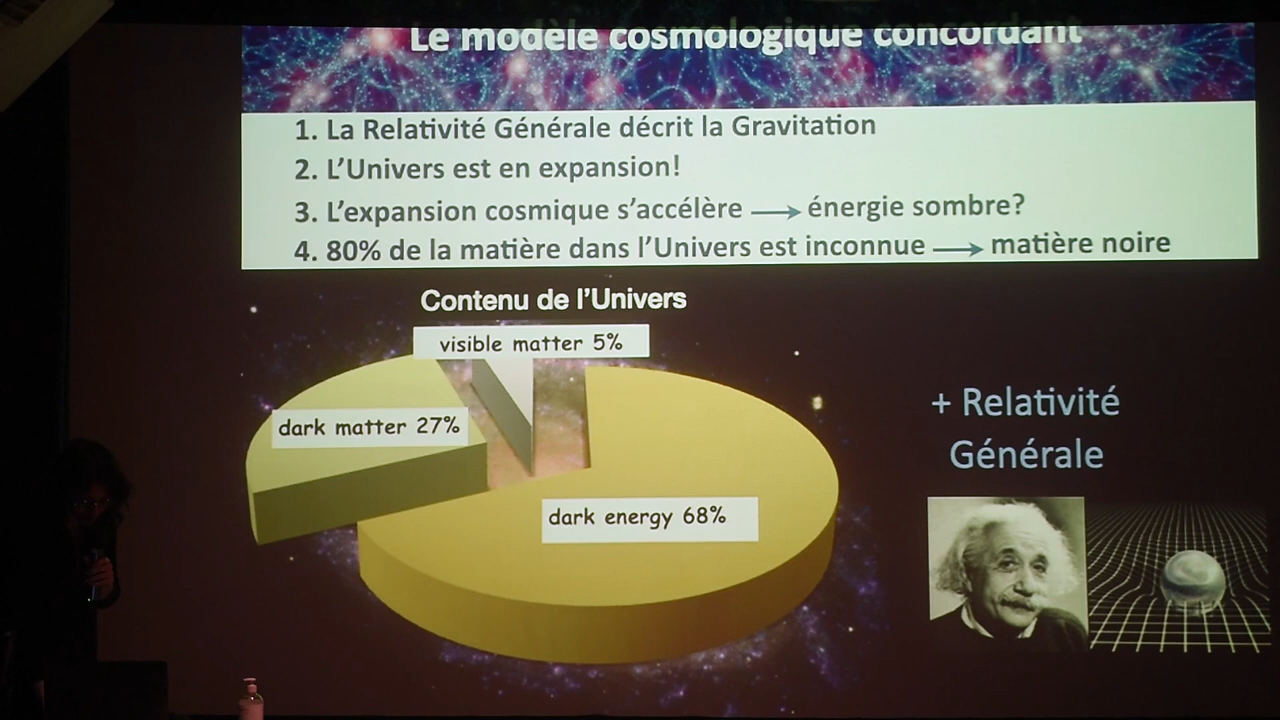 Le modèle cosmologique concordant
1. La Relativité Générale décrit la Gravitation
2. L'Univers est en expansion!
3. L'expansion cosmique s'accélère → énergie sombre?
4. 80% de la matière dans l'Univers est inconnue → matière noire
Contenu de l'Univers
visible matter 5%
dark matter 27%
dark energy 68%
+ Relativité
Générale